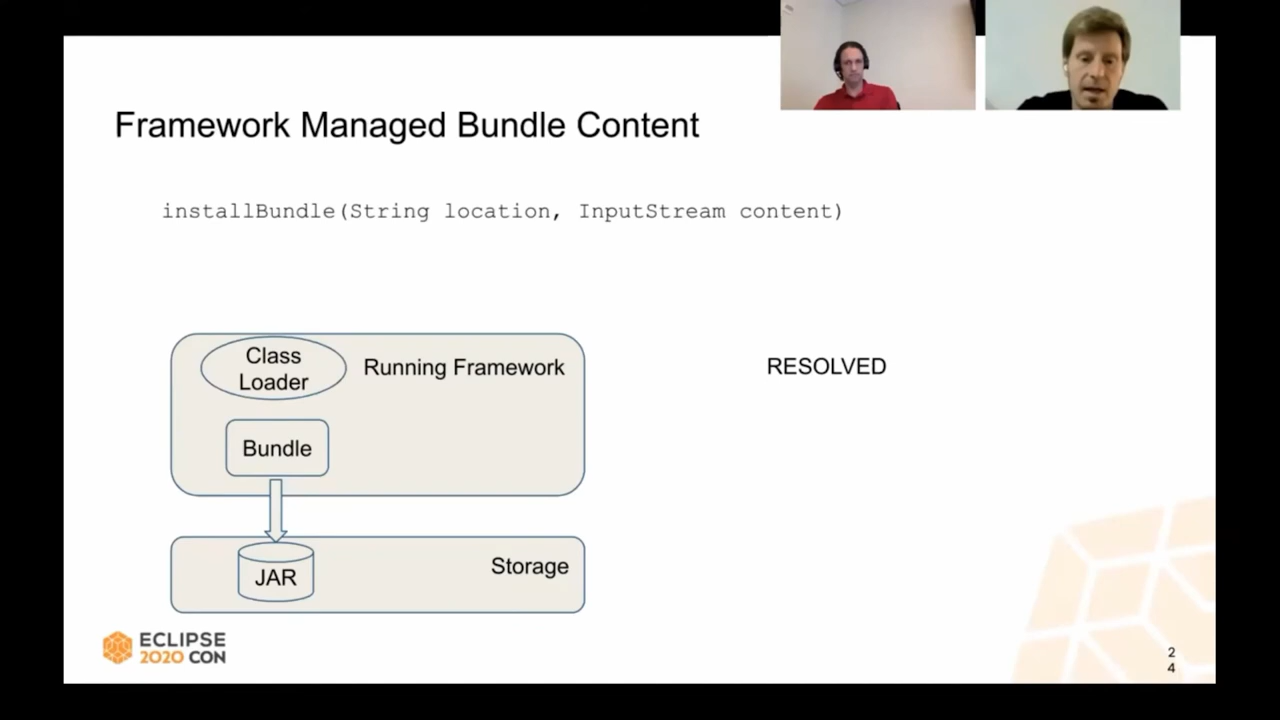 Framework Managed Bundle Content
installBundle(String location, InputStream content)
Class
Loader
Running Framework
RESOLVED
Bundle
JAR
Storage
ECLIPSE
2020 CON
2
4